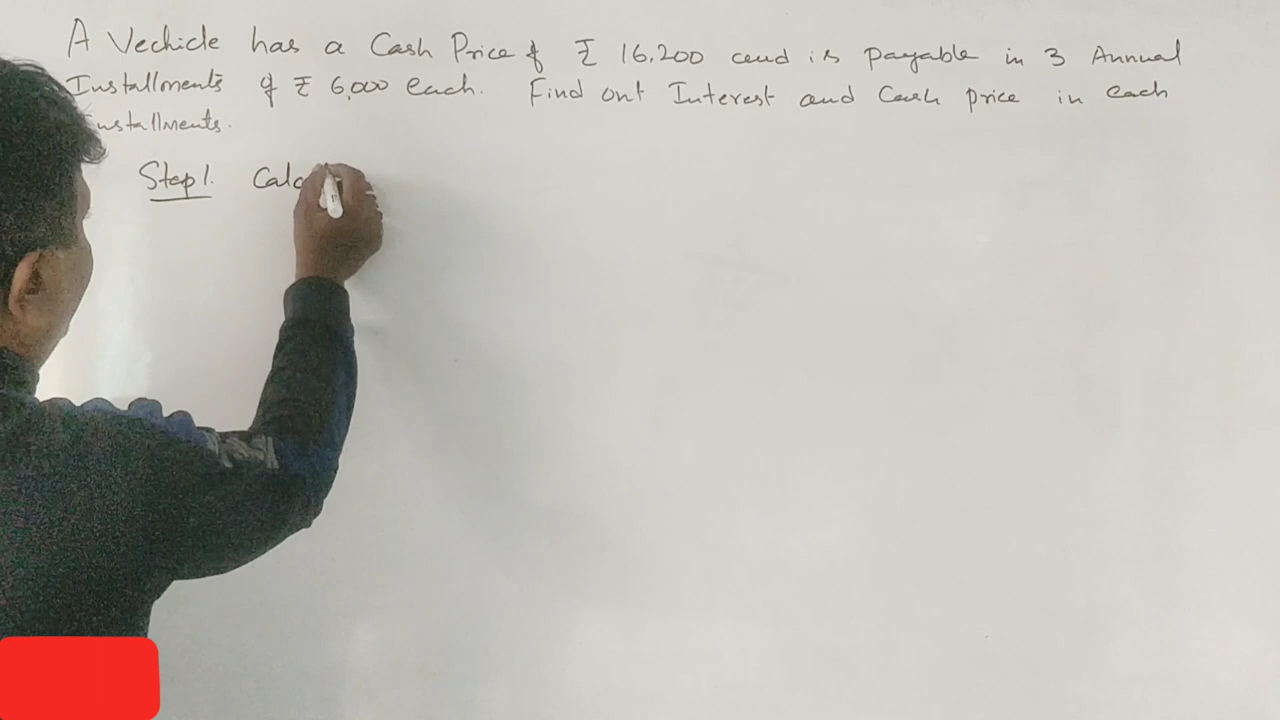 A Vechicle has a Cash Price of ₹ 16,200 and is payable in 3 Annual
Installments of ₹ 6,000 each. Find out Interest and Cash price in each
nstallments.
Step 1. Calc